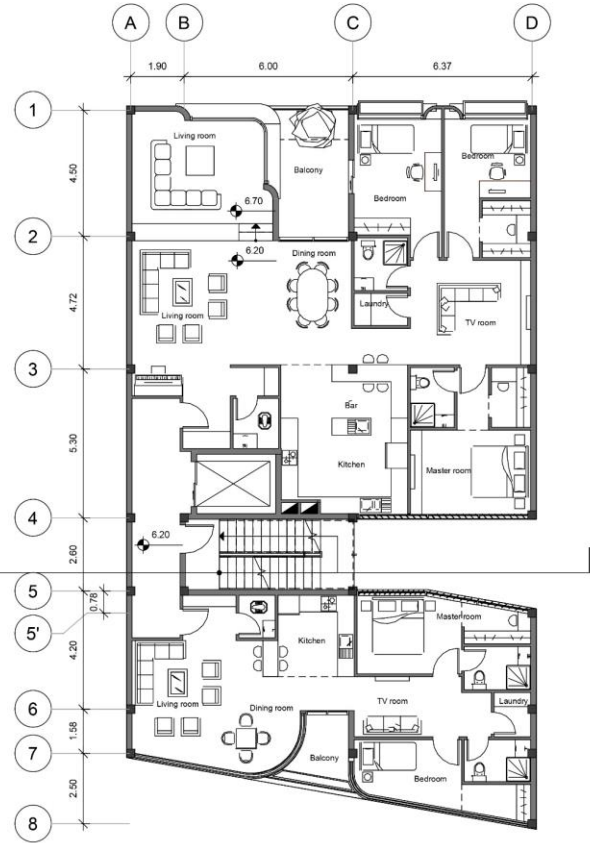 A
B
C
D
1.90
6.00
6.37
1
2
3
4
5
5'
6
7
8
4.50
4.72
5.30
2.60
0.78
4.20
1.58
2.50
Living room
Balcony
Bedroom
Bedroom
6.70
6.20
Dining room
Living room
Laundry
TV room
Bar
Kitchen
Master room
6.20
Kitchen
Master room
Living room
Dining room
TV room
Laundry
Balcony
Bedroom